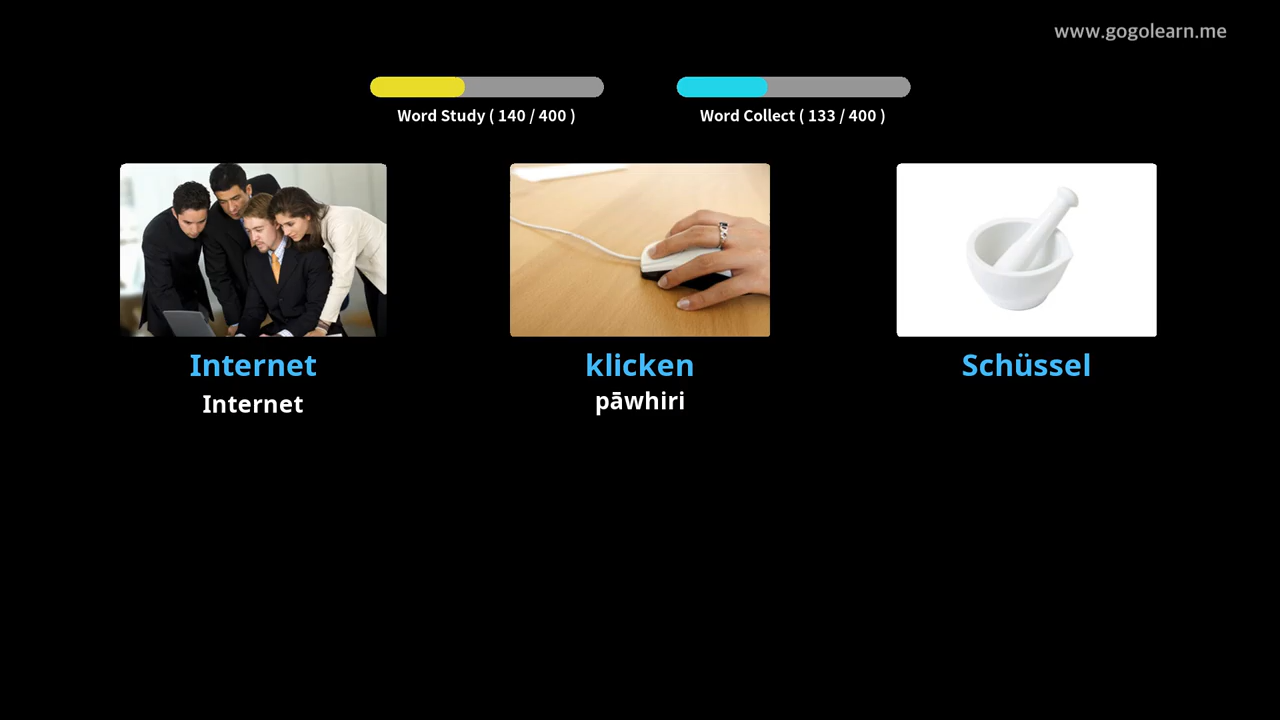 www.gogolearn.me
Word Study ( 140 / 400 )
Word Collect ( 133 / 400 )
Internet
klicken
Schüssel
Internet
pāwhiri